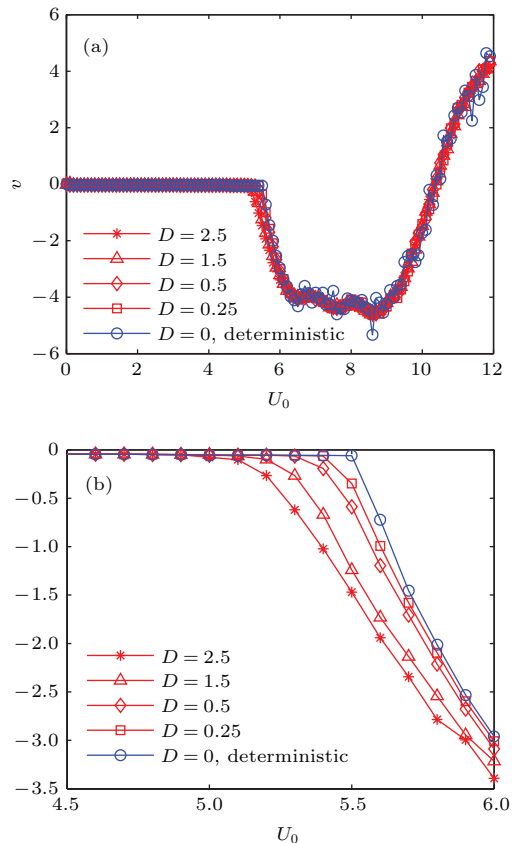 6
(a)
4
2
0
v
−2
D = 2.5
D = 1.5
−4
D = 0.5
D = 0.25
D = 0, deterministic
−6
0 2 4 6 8 10 12
U0
0
(b)
−0.5
−1.0
−1.5
−2.0
D = 2.5
D = 1.5
−2.5
D = 0.5
−3.0
D = 0.25
D = 0, deterministic
−3.5
4.5 5.0 5.5 6.0
U0